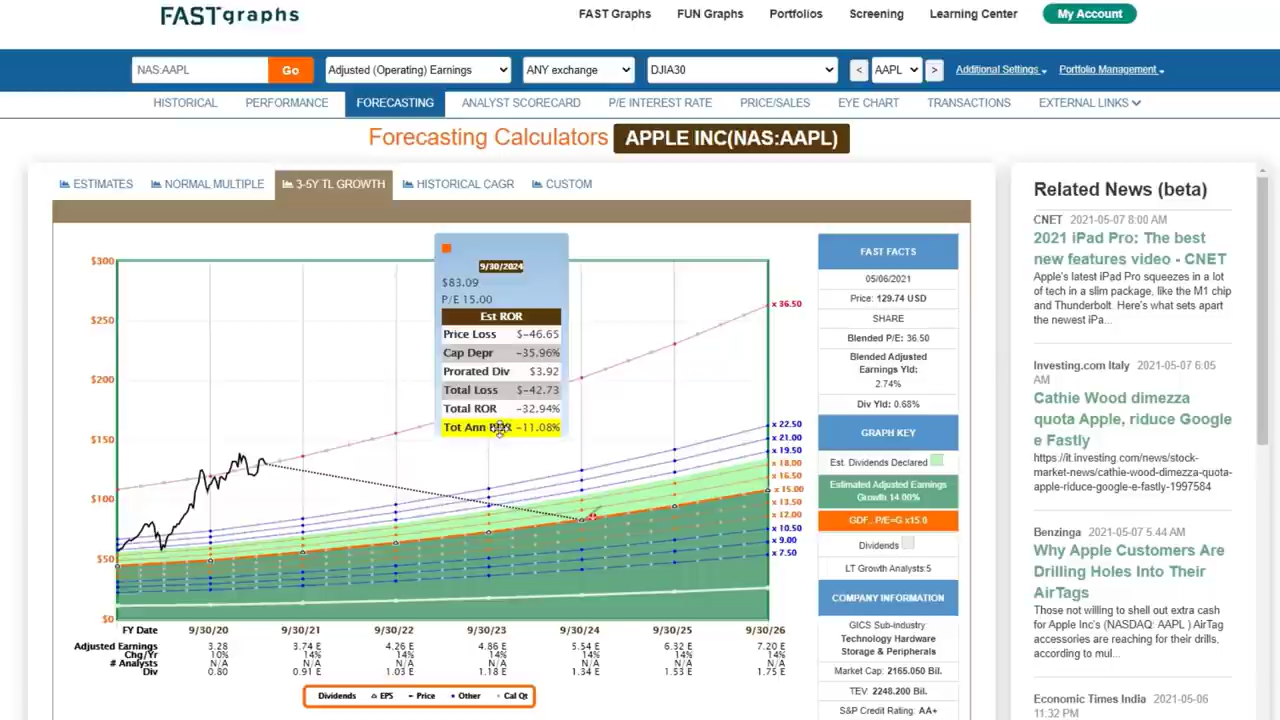 FASTgraphs
FAST Graphs FUN Graphs Portfolios Screening Learning Center My Account
NAS:AAPL Go Adjusted (Operating) Earnings ANY exchange DJIA30 < AAPL > Additional Settings Portfolio Management
HISTORICAL PERFORMANCE FORECASTING ANALYST SCORECARD P/E INTEREST RATE PRICE/SALES EYE CHART TRANSACTIONS EXTERNAL LINKS
Forecasting Calculators APPLE INC(NAS:AAPL)
ESTIMATES NORMAL MULTIPLE 3-5Y TL GROWTH HISTORICAL CAGR CUSTOM
$300
$250
$200
$150
$100
$50
$0
9/30/2024
$83.09
P/E 15.00
Est ROR
Price Loss $-46.65
Cap Depr -35.96%
Prorated Div $3.92
Total Loss $-42.73
Total ROR -32.94%
Tot Ann -11.08%
x 36.50
x 22.50
x 21.00
x 19.50
x 18.00
x 16.50
x 15.00
x 13.50
x 12.00
x 10.50
x 9.00
x 7.50
FY Date 9/30/20 9/30/21 9/30/22 9/30/23 9/30/24 9/30/25 9/30/26
Adjusted Earnings 3.28 3.74 E 4.26 E 4.86 E 5.54 E 6.32 E 7.20 E
Chg/Yr 10% 14% 14% 14% 14% 14% 14%
# Analysts N/A N/A N/A N/A N/A N/A N/A
Div 0.80 0.91 E 1.03 E 1.18 E 1.34 E 1.53 E 1.75 E
Dividends EPS Price Other Cal Qt
FAST FACTS
05/06/2021
Price: 129.74 USD
SHARE
Blended P/E: 36.50
Blended Adjusted
Earnings Yld:
2.74%
Div Yld: 0.68%
GRAPH KEY
Est. Dividends Declared
Estimated Adjusted Earnings
Growth 14.00%
GDF.. P/E=G x15.0
Dividends
LT Growth Analysts:5
COMPANY INFORMATION
GICS Sub-industry:
Technology Hardware
Storage & Peripherals
Market Cap: 2165.050 Bil.
TEV: 2248.200 Bil.
S&P Credit Rating: AA+
Related News (beta)
CNET 2021-05-07 8:00 AM
2021 iPad Pro: The best
new features video - CNET
Apple's latest iPad Pro squeezes in a lot
of tech in a slim package, like the M1 chip
and Thunderbolt. Here's what sets apart
the newest iPa...
Investing.com Italy 2021-05-07 6:05
AM
Cathie Wood dimezza
quota Apple, riduce Google
e Fastly
https://it.investing.com/news/stock-
market-news/cathie-wood-dimezza-quota-
apple-riduce-google-e-fastly-1997584
Benzinga 2021-05-07 5:44 AM
Why Apple Customers Are
Drilling Holes Into Their
AirTags
Those not willing to shell out extra cash
for Apple Inc's (NASDAQ: AAPL ) AirTag
accessories are reaching for their drills,
according to mul...
Economic Times India 2021-05-06
11:32 PM